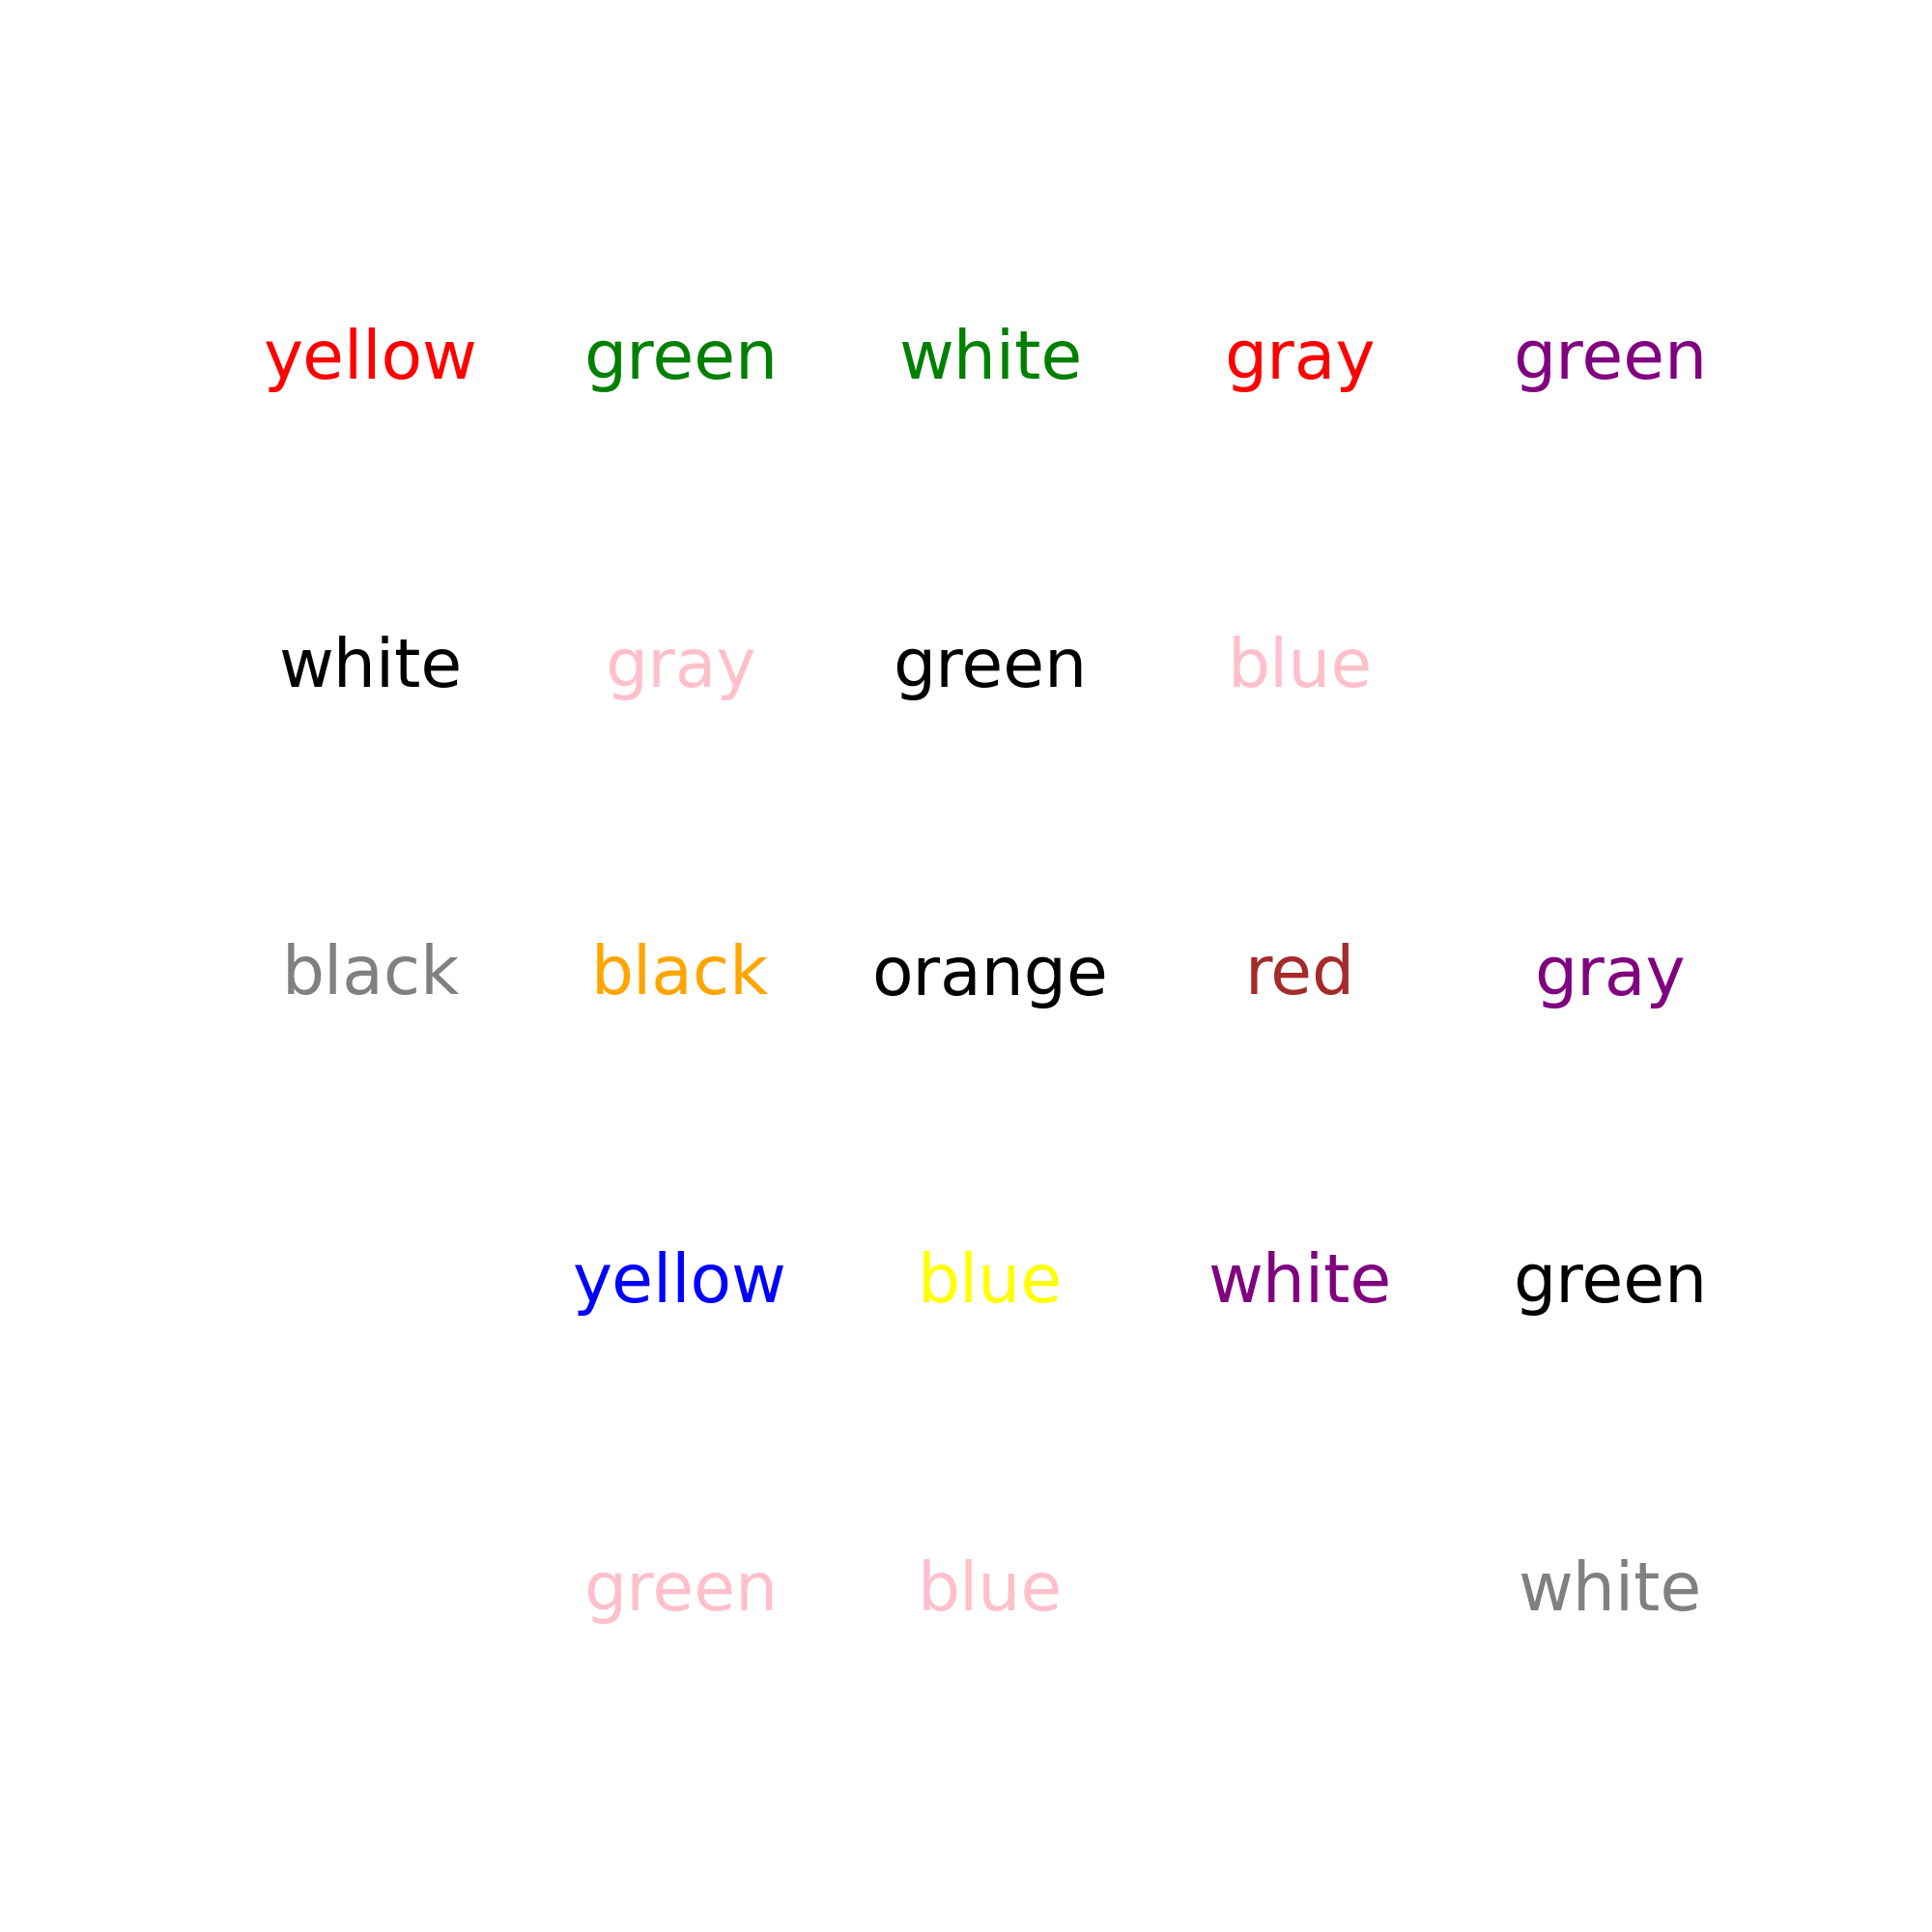 yellow green white gray green
white gray green blue
black black orange red gray
yellow blue white green
green blue white